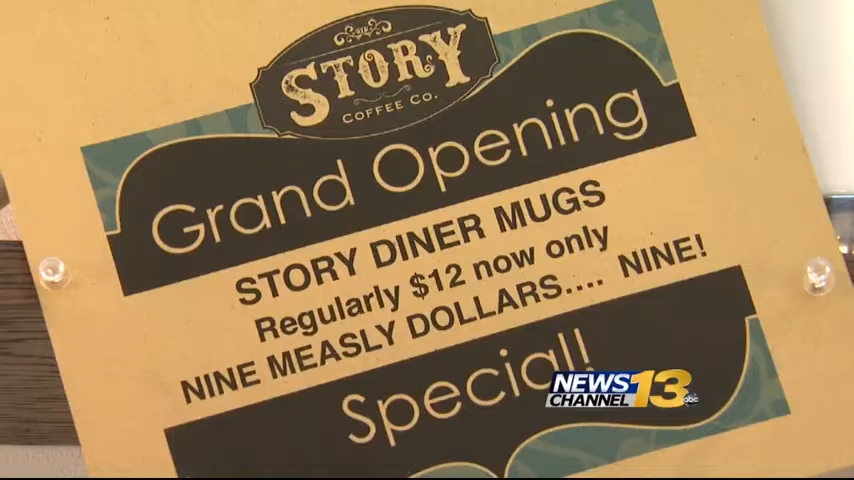 STORY
COFFEE CO.
Grand Opening
STORY DINER MUGS
Regularly $12 now only
NINE MEASLY DOLLARS.... NINE!
Special!
NEWS 13
CHANNEL abc